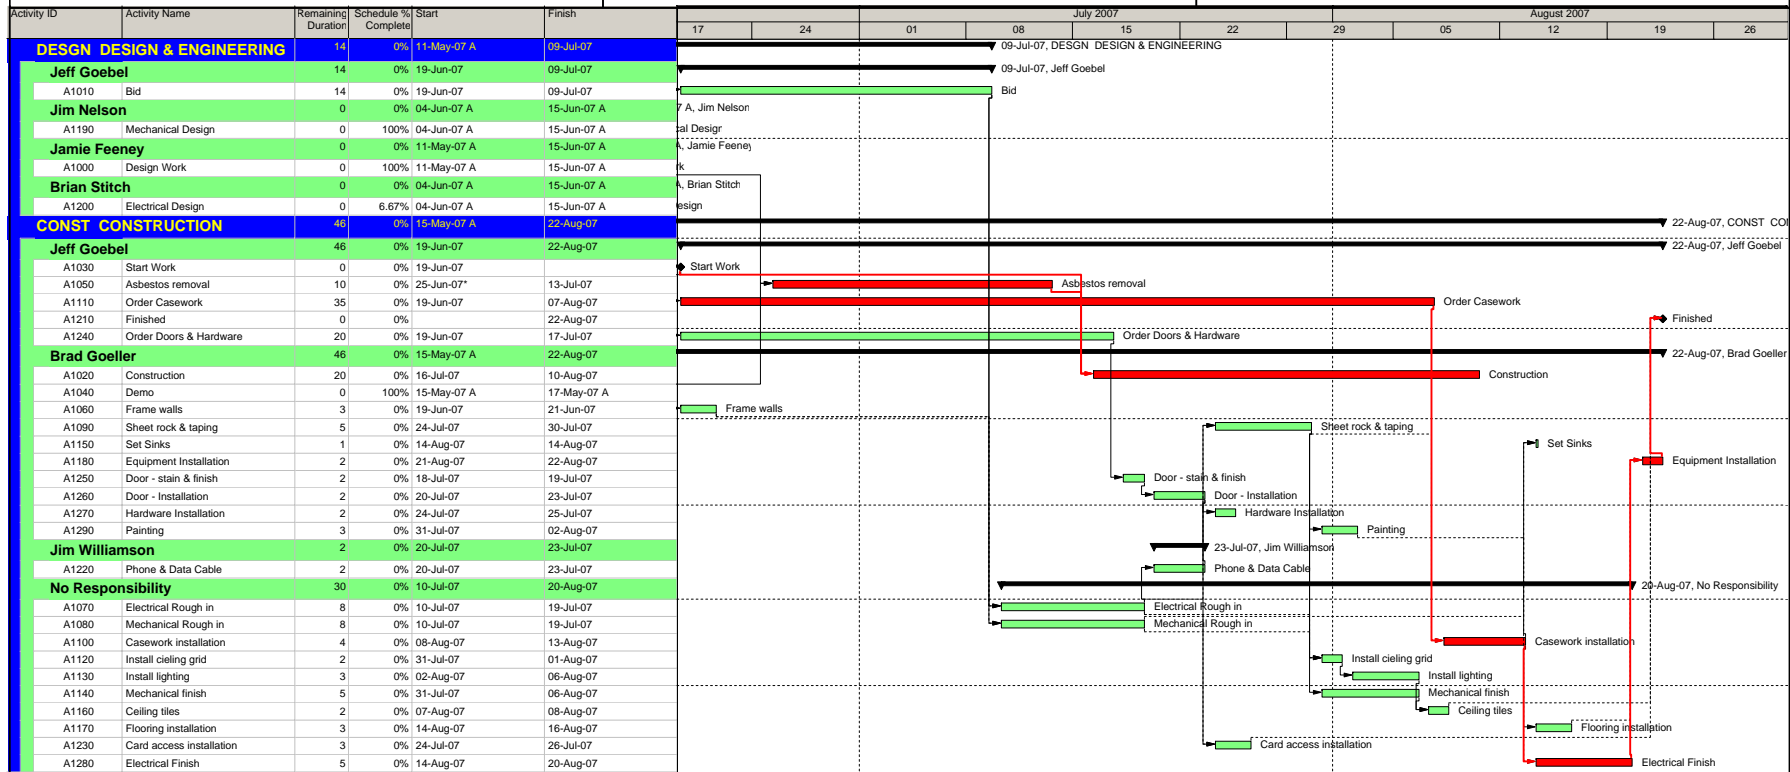 Activity ID Activity Name Remaining Duration Schedule % Complete Start Finish July 2007 August 2007
17 24 01 08 15 22 29 05 12 19 26
DESGN DESIGN & ENGINEERING 14 0% 11-May-07 A 09-Jul-07 09-Jul-07, DESGN DESIGN & ENGINEERING
Jeff Goebel 14 0% 19-Jun-07 09-Jul-07 09-Jul-07, Jeff Goebel
A1010 Bid 14 0% 19-Jun-07 09-Jul-07 Bid
Jim Nelson 0 0% 04-Jun-07 A 15-Jun-07 A 7 A, Jim Nelson
A1190 Mechanical Design 0 100% 04-Jun-07 A 15-Jun-07 A cal Design
Jamie Feeney 0 0% 11-May-07 A 15-Jun-07 A A, Jamie Feeney
A1000 Design Work 0 100% 11-May-07 A 15-Jun-07 A k
Brian Stitch 0 0% 04-Jun-07 A 15-Jun-07 A A, Brian Stitch
A1200 Electrical Design 0 6.67% 04-Jun-07 A 15-Jun-07 A esign
CONST CONSTRUCTION 46 0% 15-May-07 A 22-Aug-07 22-Aug-07, CONST CO
Jeff Goebel 46 0% 19-Jun-07 22-Aug-07 22-Aug-07, Jeff Goebel
A1030 Start Work 0 0% 19-Jun-07 Start Work
A1050 Asbestos removal 10 0% 25-Jun-07* 13-Jul-07 Asbestos removal
A1110 Order Casework 35 0% 19-Jun-07 07-Aug-07 Order Casework
A1210 Finished 0 0% 22-Aug-07 Finished
A1240 Order Doors & Hardware 20 0% 19-Jun-07 17-Jul-07 Order Doors & Hardware
Brad Goeller 46 0% 15-May-07 A 22-Aug-07 22-Aug-07, Brad Goeller
A1020 Construction 20 0% 16-Jul-07 10-Aug-07 Construction
A1040 Demo 0 100% 15-May-07 A 17-May-07 A
A1060 Frame walls 3 0% 19-Jun-07 21-Jun-07 Frame walls
A1090 Sheet rock & taping 5 0% 24-Jul-07 30-Jul-07 Sheet rock & taping
A1150 Set Sinks 1 0% 14-Aug-07 14-Aug-07 Set Sinks
A1180 Equipment Installation 2 0% 21-Aug-07 22-Aug-07 Equipment Installation
A1250 Door - stain & finish 2 0% 18-Jul-07 19-Jul-07 Door - stain & finish
A1260 Door - Installation 2 0% 20-Jul-07 23-Jul-07 Door - Installation
A1270 Hardware Installation 2 0% 24-Jul-07 25-Jul-07 Hardware Installation
A1290 Painting 3 0% 31-Jul-07 02-Aug-07 Painting
Jim Williamson 2 0% 20-Jul-07 23-Jul-07 23-Jul-07, Jim Williamson
A1220 Phone & Data Cable 2 0% 20-Jul-07 23-Jul-07 Phone & Data Cable
No Responsibility 30 0% 10-Jul-07 20-Aug-07 20-Aug-07, No Responsibility
A1070 Electrical Rough in 8 0% 10-Jul-07 19-Jul-07 Electrical Rough in
A1080 Mechanical Rough in 8 0% 10-Jul-07 19-Jul-07 Mechanical Rough in
A1100 Casework installation 4 0% 08-Aug-07 13-Aug-07 Casework installation
A1120 Install cieling grid 2 0% 31-Jul-07 01-Aug-07 Install cieling grid
A1130 Install lighting 3 0% 02-Aug-07 06-Aug-07 Install lighting
A1140 Mechanical finish 5 0% 31-Jul-07 06-Aug-07 Mechanical finish
A1160 Ceiling tiles 2 0% 07-Aug-07 08-Aug-07 Ceiling tiles
A1170 Flooring installation 3 0% 14-Aug-07 16-Aug-07 Flooring installation
A1230 Card access installation 3 0% 24-Jul-07 26-Jul-07 Card access installation
A1280 Electrical Finish 5 0% 14-Aug-07 20-Aug-07 Electrical Finish